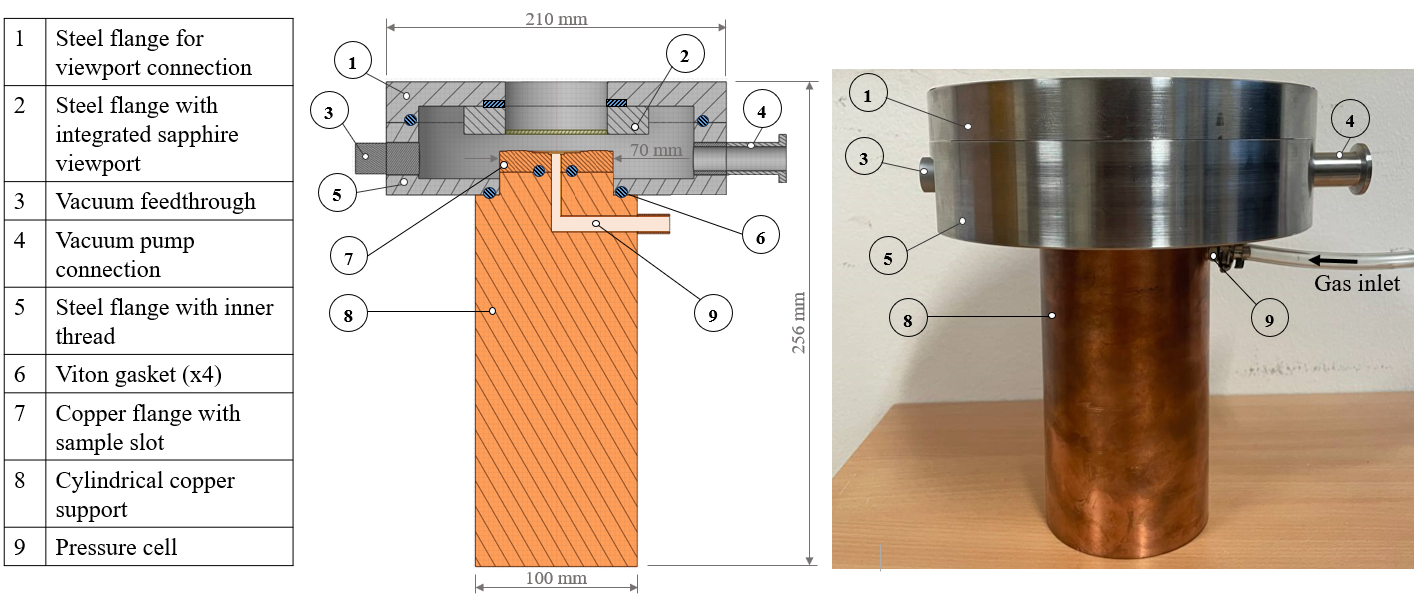 1 Steel flange for
viewport connection
2 Steel flange with
integrated sapphire
viewport
3 Vacuum feedthrough
4 Vacuum pump
connection
5 Steel flange with inner
thread
6 Viton gasket (x4)
7 Copper flange with
sample slot
8 Cylindrical copper
support
9 Pressure cell
210 mm
1
2
3
4
70 mm
5
6
7
8
9
256 mm
100 mm
1
4
3
5
Gas inlet
8
9